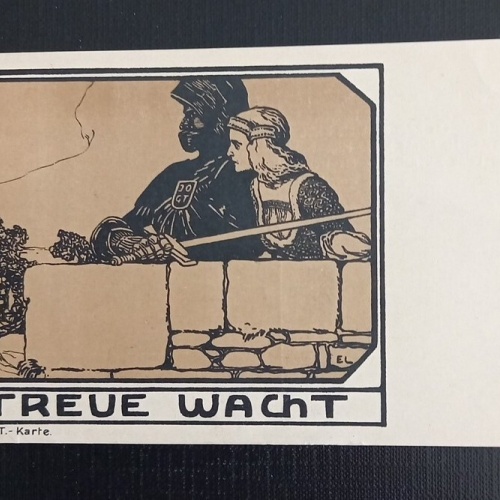 EL
TREUE WACHT
T.- Karte.